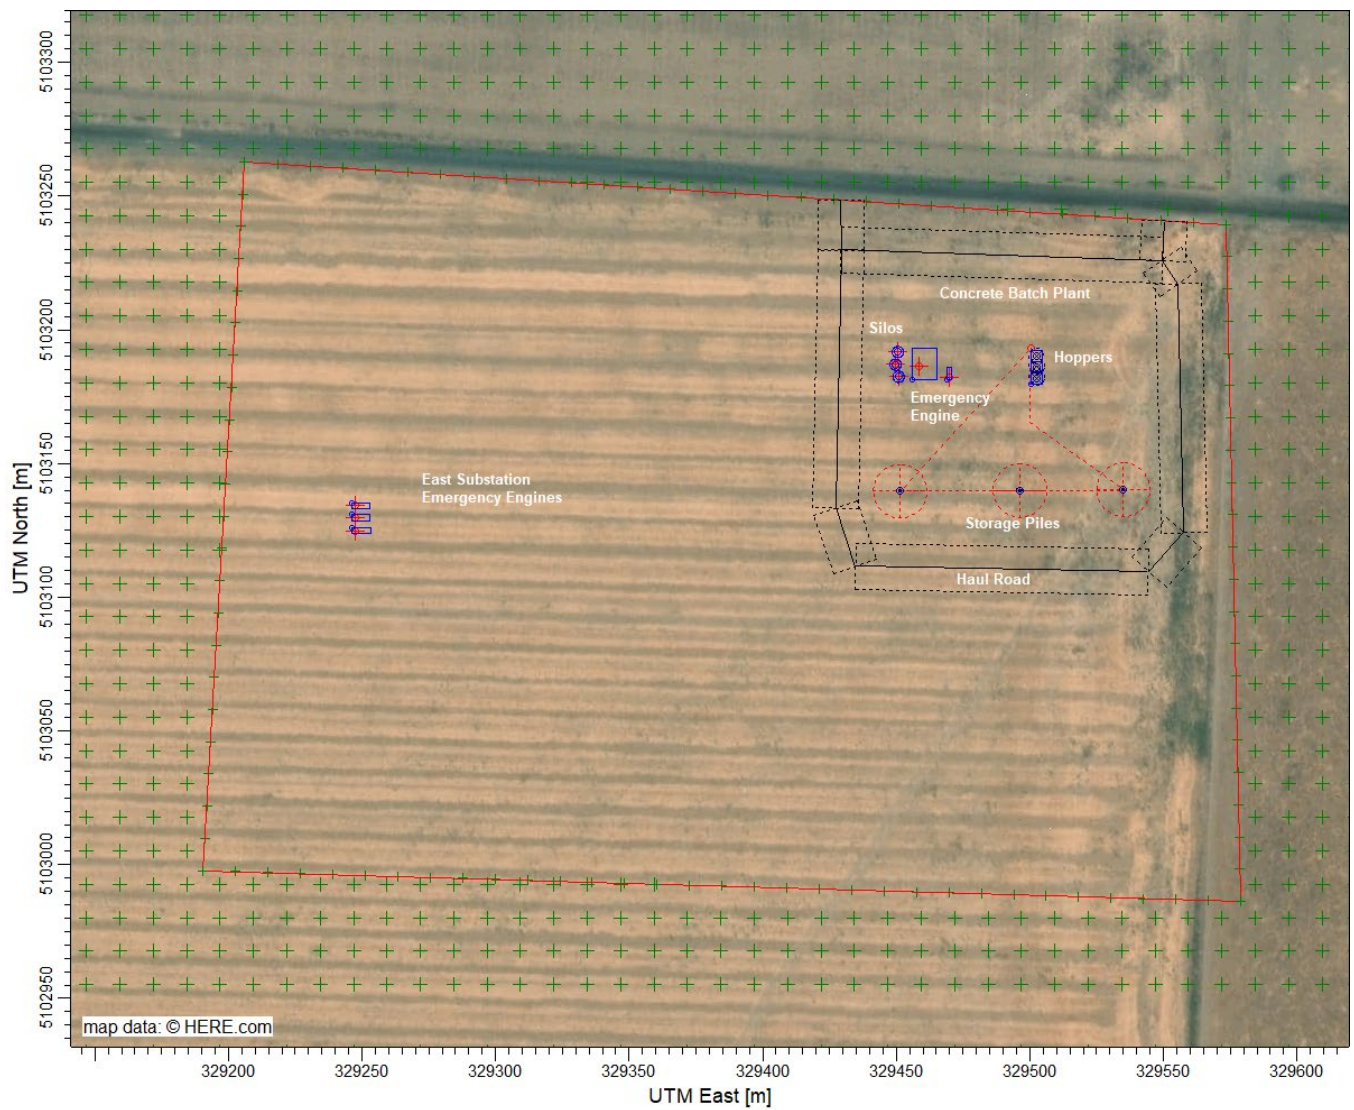 5103300
5103250
5103200
5103150
5103100
5103050
5103000
5102950
UTM North [m]
Concrete Batch Plant
Silos
Hoppers
Emergency
Engine
East Substation
Emergency Engines
Storage Piles
Haul Road
map data: © HERE.com
329200
329250
329300
329350
329400
329450
329500
329550
329600
UTM East [m]